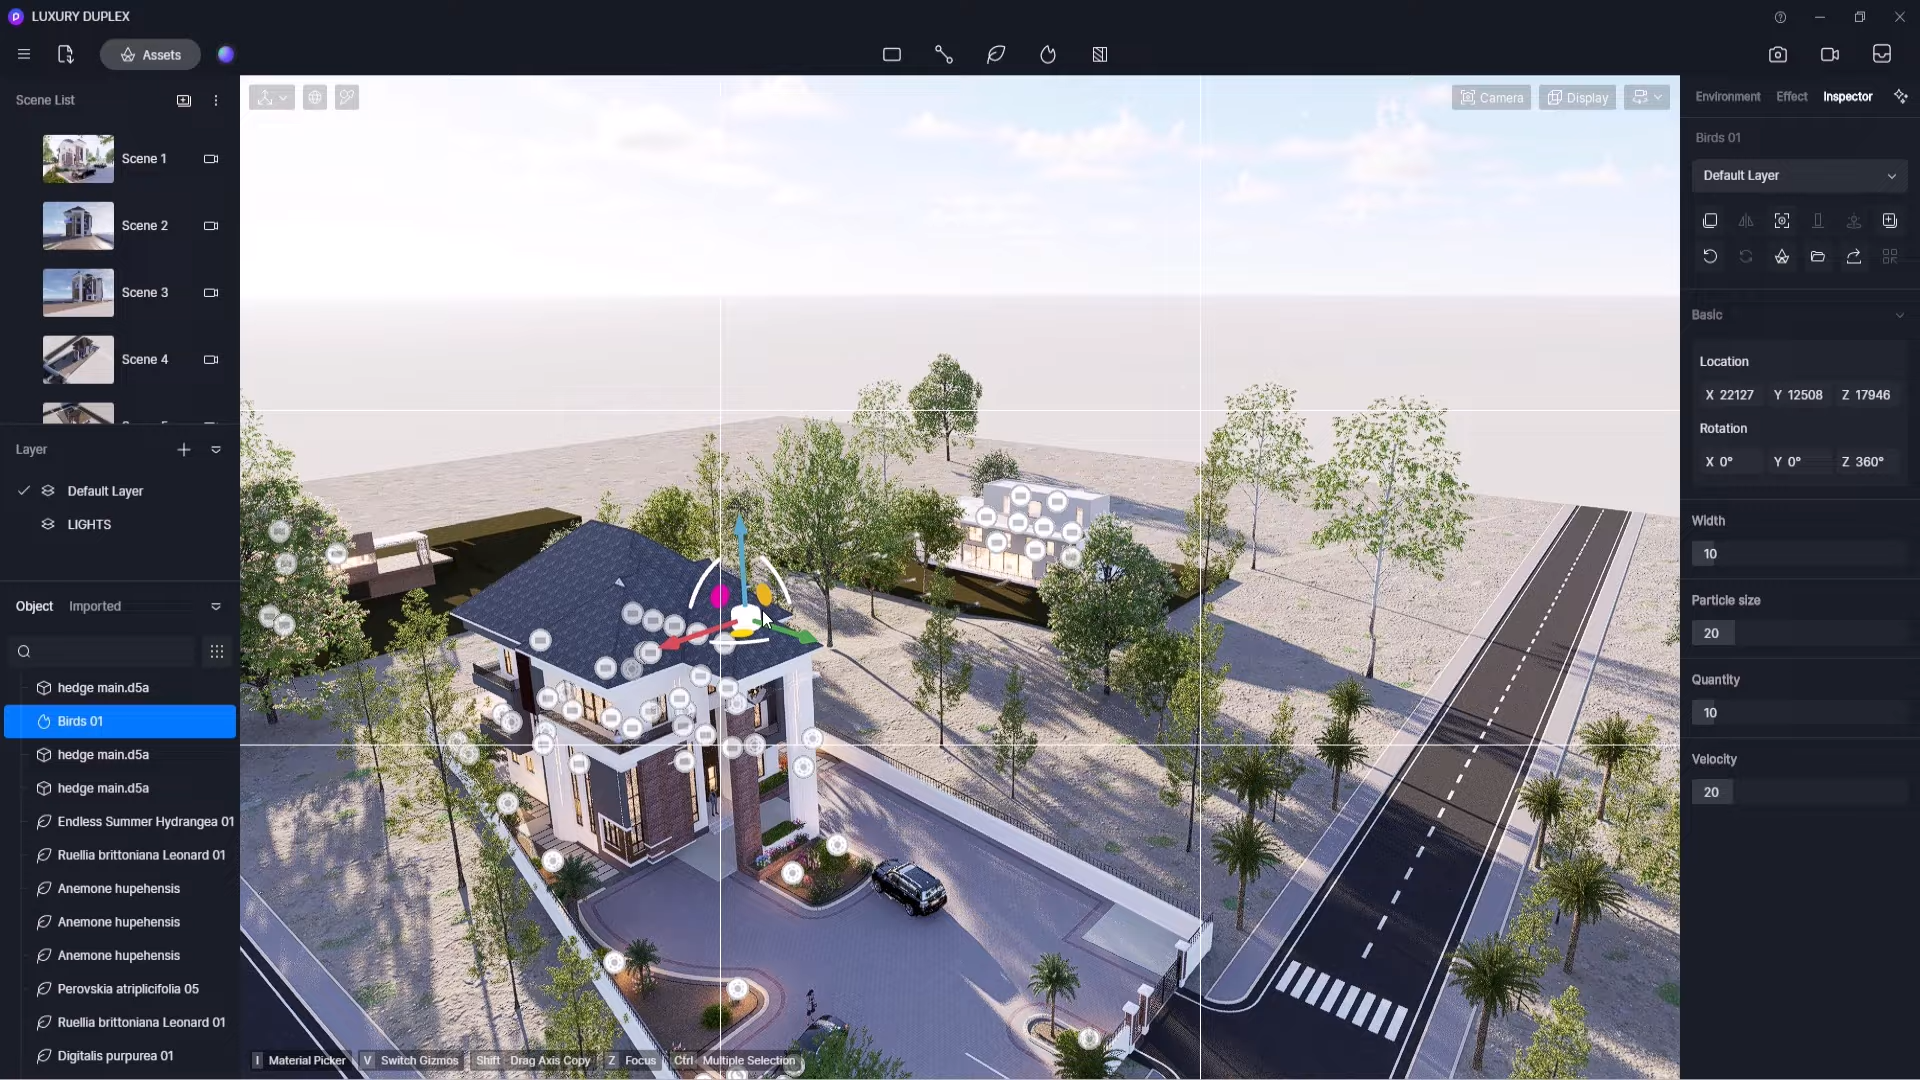 LUXURY DUPLEX
Assets
Scene List
Scene 1
Scene 2
Scene 3
Scene 4
Layer
Default Layer
LIGHTS
Object Imported
hedge main.d5a
Birds 01
hedge main.d5a
hedge main.d5a
Endless Summer Hydrangea 01
Ruellia brittoniana Leonard 01
Anemone hupehensis
Anemone hupehensis
Anemone hupehensis
Perovskia atriplicifolia 05
Ruellia brittoniana Leonard 01
Digitalis purpurea 01
Camera Display
I Material Picker V Switch Gizmos Shift Drag Axis Copy Z Focus Ctrl Multiple Selection
Environment Effect Inspector
Birds 01
Default Layer
Basic
Location
X 22127 Y 12508 Z 17946
Rotation
X 0° Y 0° Z 360°
Width
10
Particle size
20
Quantity
10
Velocity
20